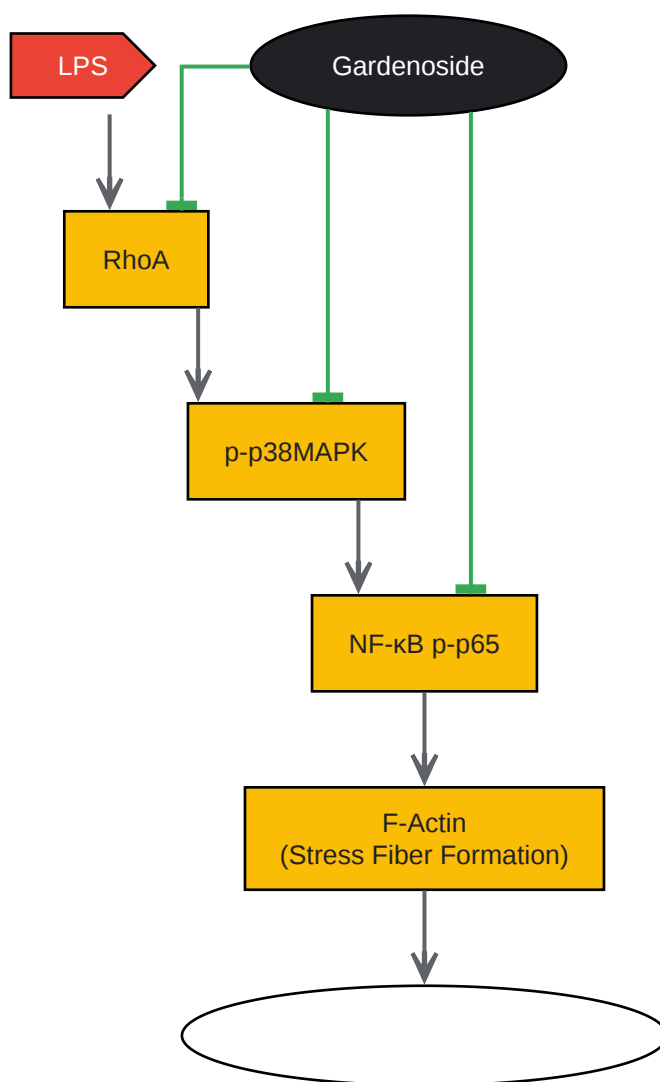 LPS
Gardenoside
RhoA
p-p38MAPK
NF-κB p-p65
F-Actin
(Stress Fiber Formation)